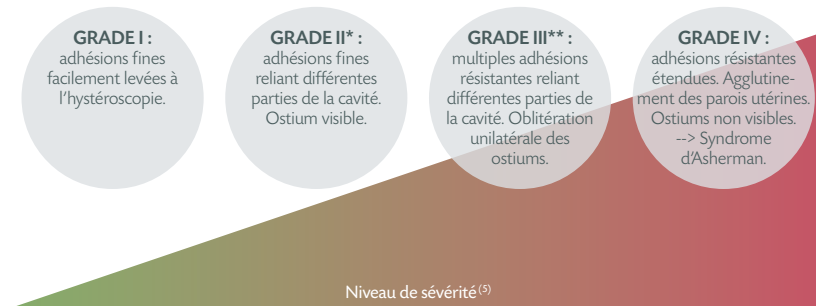 GRADE I :
adhésions fines
facilement levées à
l'hystéroscopie.
GRADE II* :
adhésions fines
reliant différentes
parties de la cavité.
Ostium visible.
GRADE III** :
multiples adhésions
résistantes reliant
différentes parties de
la cavité. Oblitération
unilatérale des
ostiums.
GRADE IV :
adhésions résistantes
étendues. Agglutine-
ment des parois utérines.
Ostiums non visibles.
--> Syndrome
d'Asherman.
Niveau de sévérité (5)